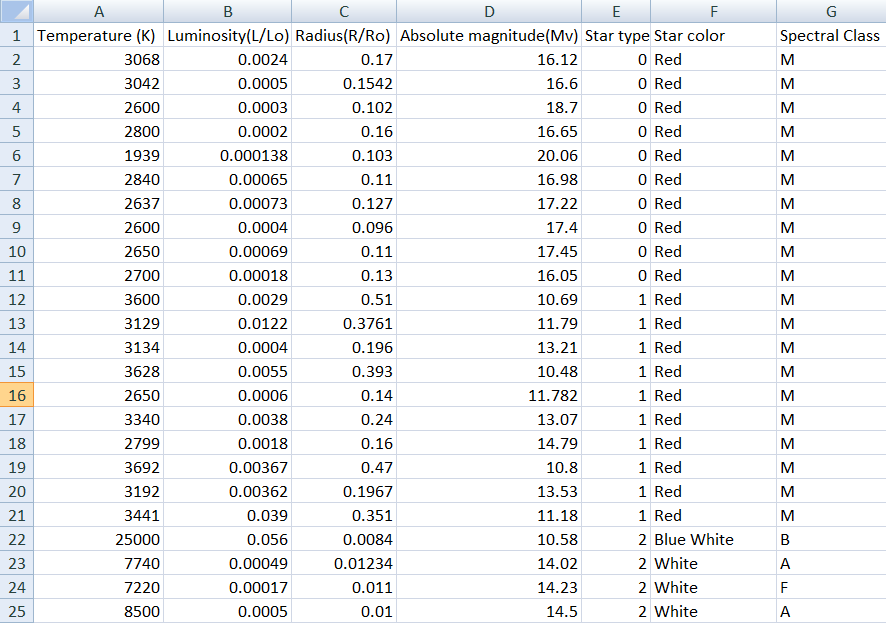 A B C D E F G
1 Temperature (K) Luminosity(L/Lo) Radius(R/Ro) Absolute magnitude(Mv) Star type Star color Spectral Class
2 3068 0.0024 0.17 16.12 0 Red M
3 3042 0.0005 0.1542 16.6 0 Red M
4 2600 0.0003 0.102 18.7 0 Red M
5 2800 0.0002 0.16 16.65 0 Red M
6 1939 0.000138 0.103 20.06 0 Red M
7 2840 0.00065 0.11 16.98 0 Red M
8 2637 0.00073 0.127 17.22 0 Red M
9 2600 0.0004 0.096 17.4 0 Red M
10 2650 0.00069 0.11 17.45 0 Red M
11 2700 0.00018 0.13 16.05 0 Red M
12 3600 0.0029 0.51 10.69 1 Red M
13 3129 0.0122 0.3761 11.79 1 Red M
14 3134 0.0004 0.196 13.21 1 Red M
15 3628 0.0055 0.393 10.48 1 Red M
16 2650 0.0006 0.14 11.782 1 Red M
17 3340 0.0038 0.24 13.07 1 Red M
18 2799 0.0018 0.16 14.79 1 Red M
19 3692 0.00367 0.47 10.8 1 Red M
20 3192 0.00362 0.1967 13.53 1 Red M
21 3441 0.039 0.351 11.18 1 Red M
22 25000 0.056 0.0084 10.58 2 Blue White B
23 7740 0.00049 0.01234 14.02 2 White A
24 7220 0.00017 0.011 14.23 2 White F
25 8500 0.0005 0.01 14.5 2 White A